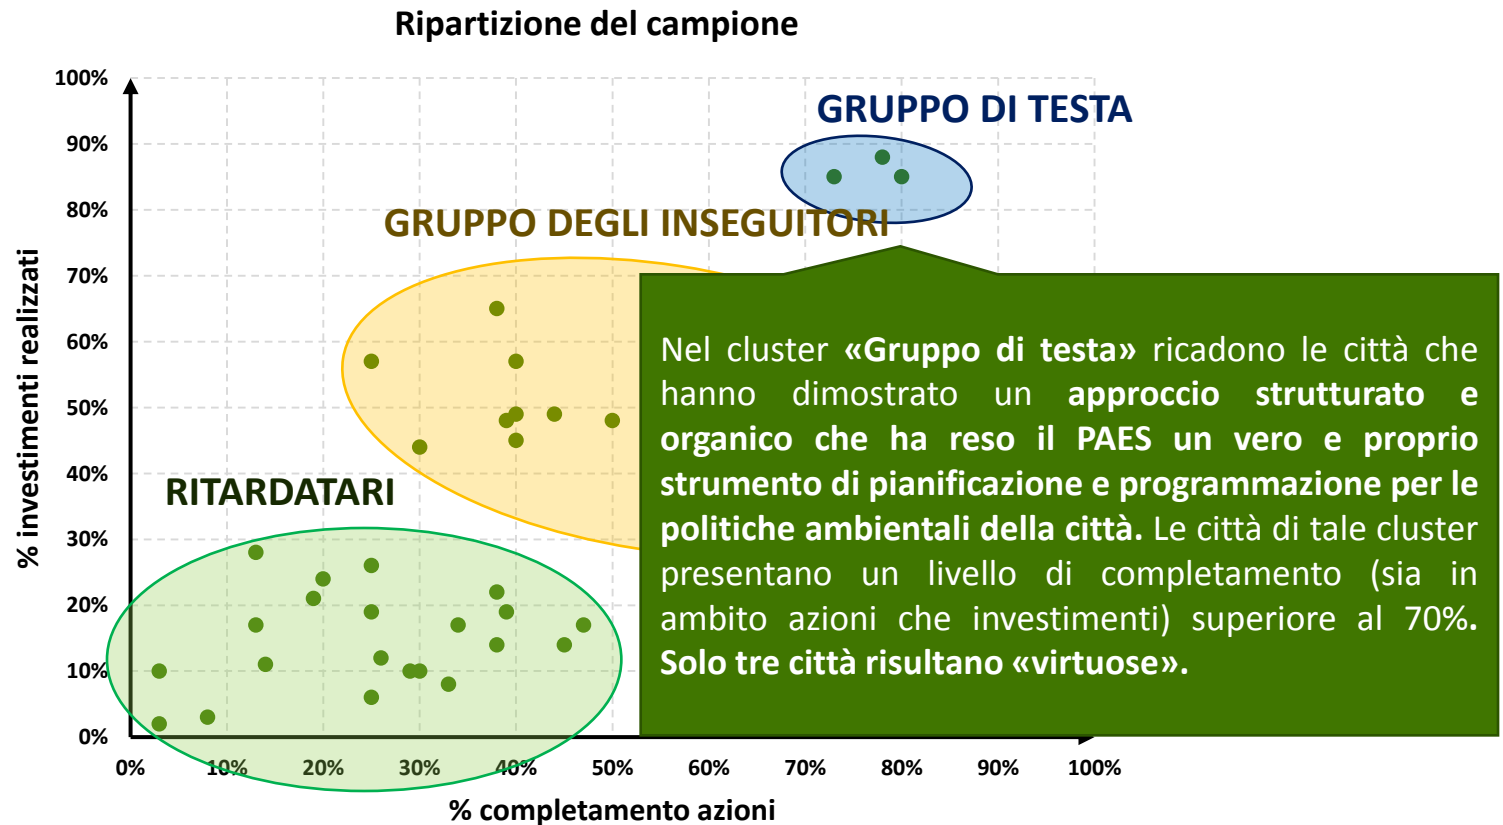 Ripartizione del campione
100%
90%
80%
70%
60%
50%
40%
30%
20%
10%
0%
% investimenti realizzati
GRUPPO DI TESTA
GRUPPO DEGLI INSEGUITORI
RITARDATARI
Nel cluster «Gruppo di testa» ricadono le città che
hanno dimostrato un approccio strutturato e
organico che ha reso il PAES un vero e proprio
strumento di pianificazione e programmazione per le
politiche ambientali della città. Le città di tale cluster
presentano un livello di completamento (sia in
ambito azioni che investimenti) superiore al 70%.
Solo tre città risultano «virtuose».
0% 10% 20% 30% 40% 50% 60% 70% 80% 90% 100%
% completamento azioni